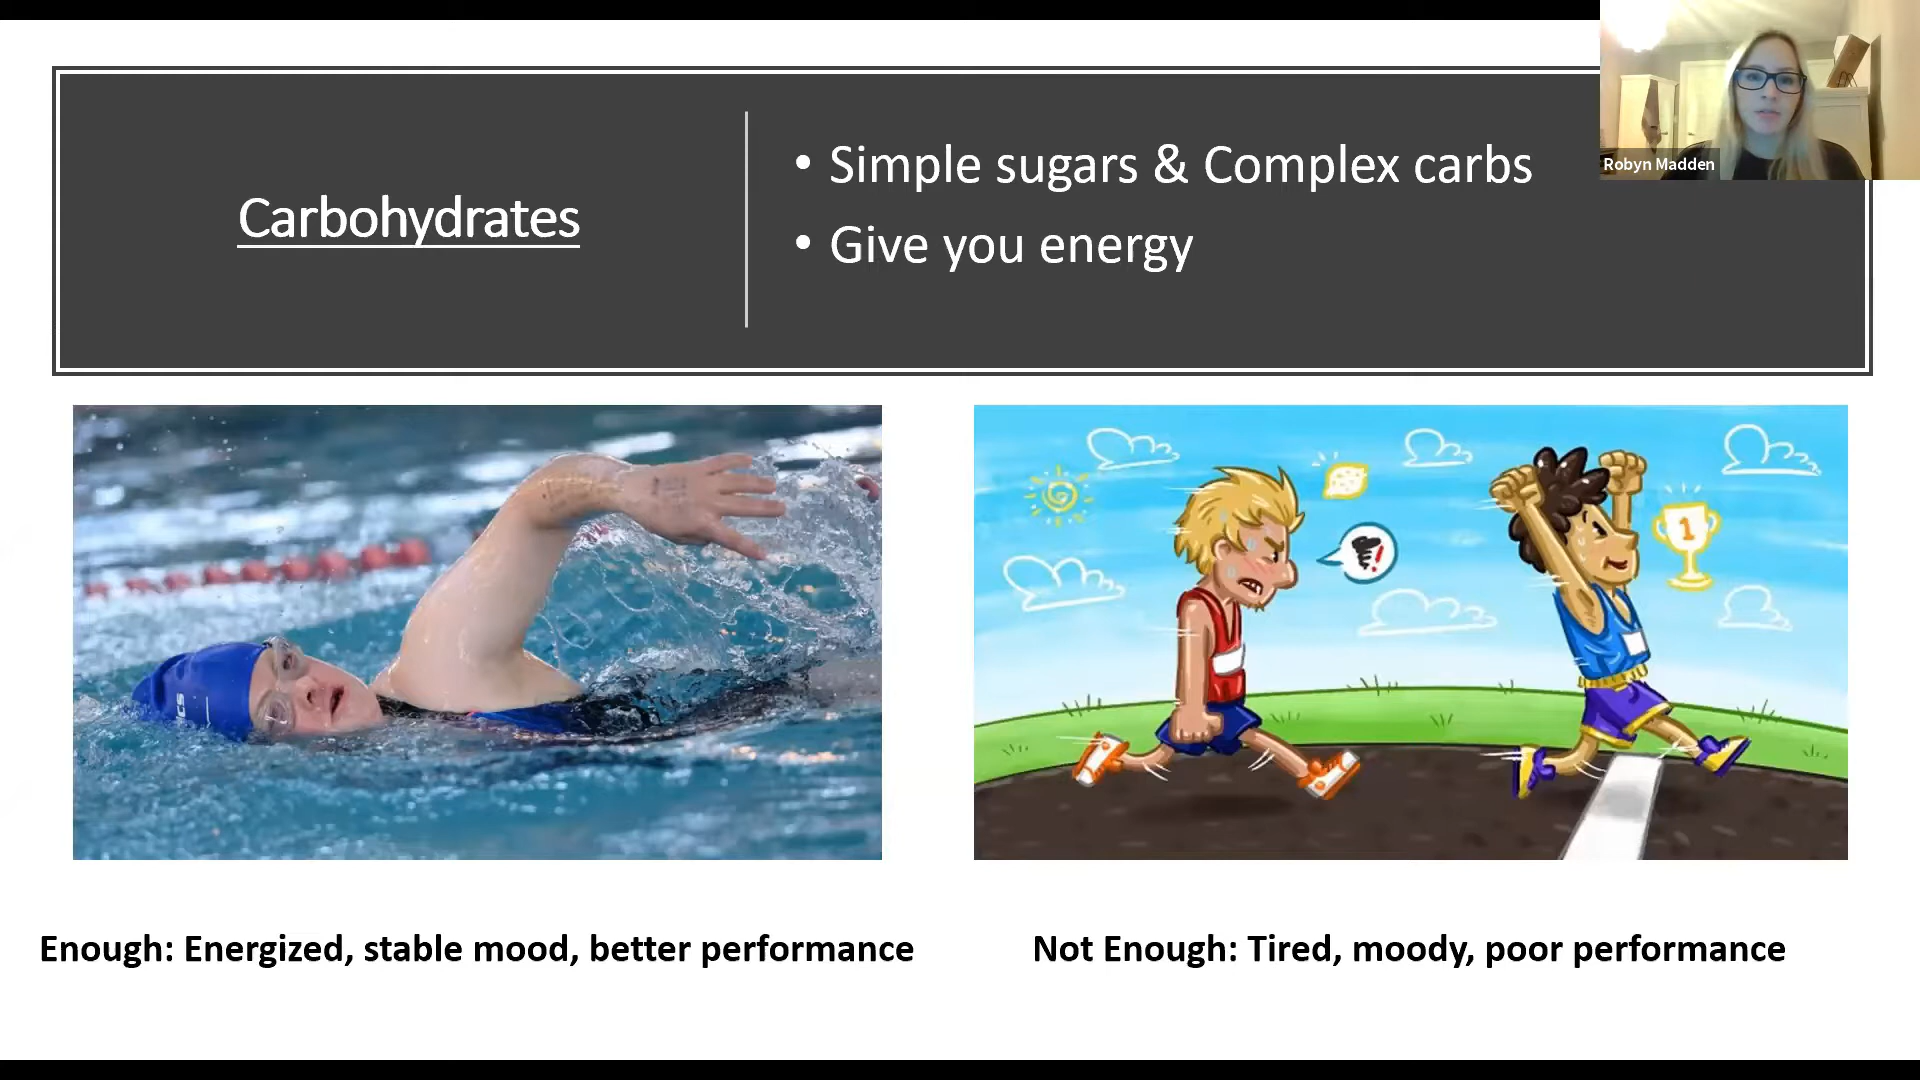 Carbohydrates
• Simple sugars & Complex carbs
• Give you energy
Robyn Madden
1
Enough: Energized, stable mood, better performance
Not Enough: Tired, moody, poor performance